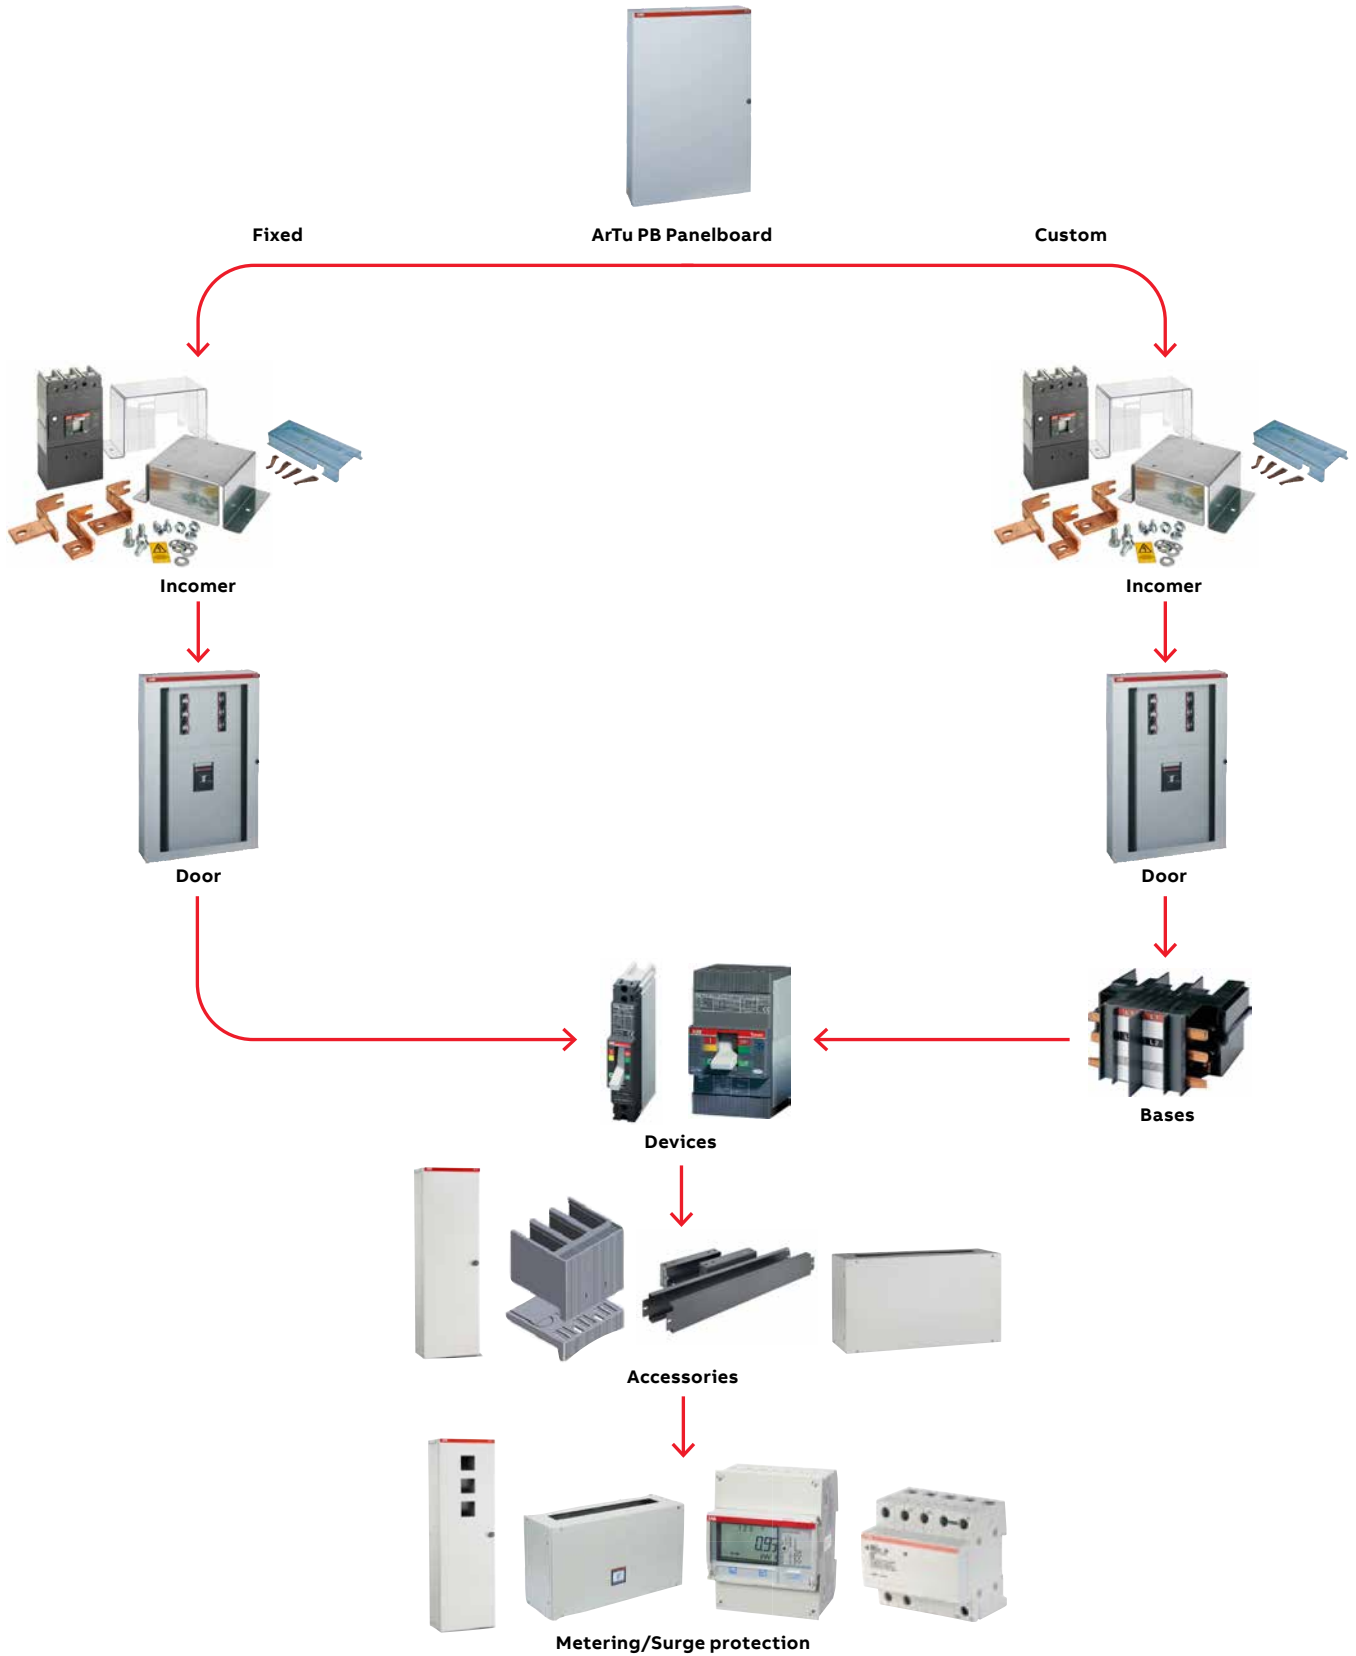 Fixed
ArTu PB Panelboard
Custom
Incomer
Incomer
Door
Door
Bases
Devices
Accessories
Metering/Surge protection